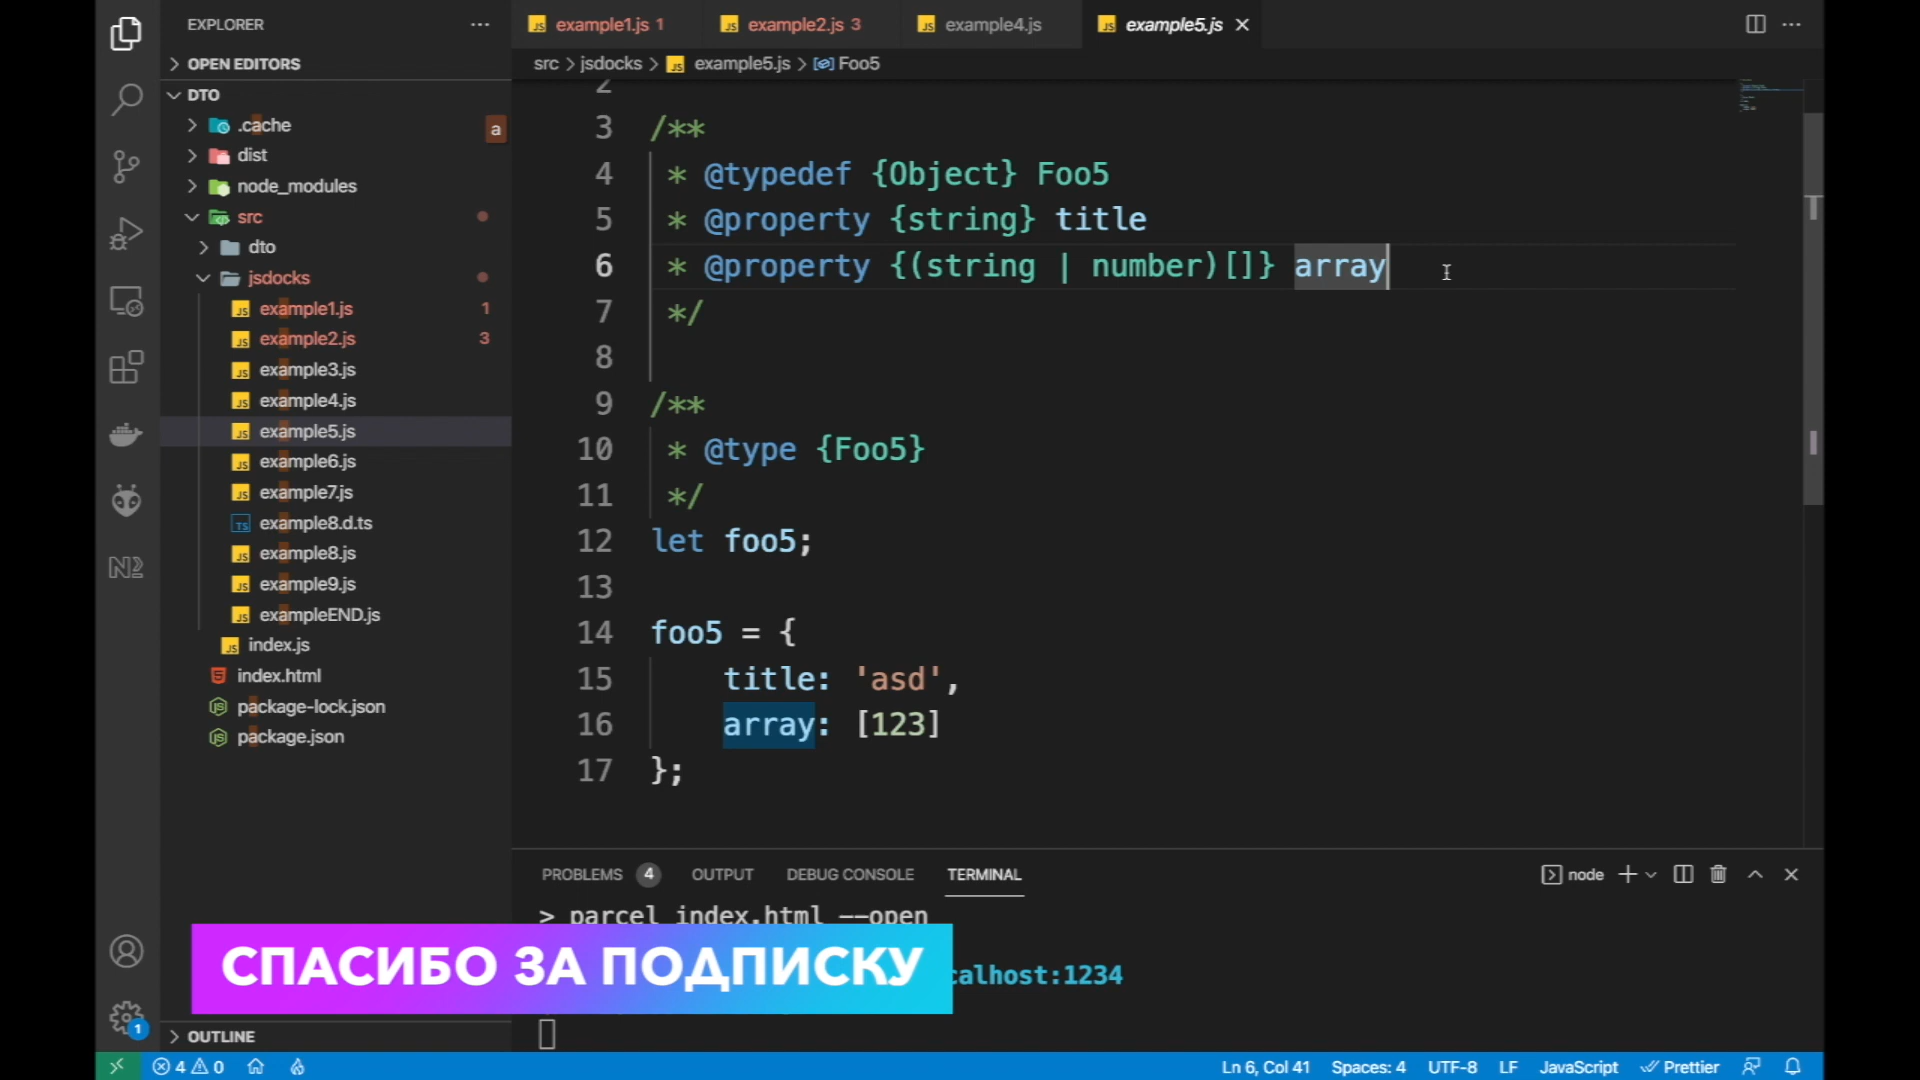 EXPLORER
OPEN EDITORS
DTO
.cache
a
dist
node_modules
src
dto
jsdocks
example1.js 1
example2.js 3
example3.js
example4.js
example5.js
example6.js
example7.js
example8.d.ts
example8.js
example9.js
exampleEND.js
index.js
index.html
package-lock.json
package.json
OUTLINE
example1.js 1
example2.js 3
example4.js
example5.js
src > jsdocks > example5.js > Foo5
2
3 /**
4 * @typedef {Object} Foo5
5 * @property {string} title
6 * @property {(string | number)[]} array
7 */
8
9 /**
10 * @type {Foo5}
11 */
12 let foo5;
13
14 foo5 = {
15 title: 'asd',
16 array: [123]
17 };
PROBLEMS 4 OUTPUT DEBUG CONSOLE TERMINAL
node
> parcel index.html --open
calhost:1234
СПАСИБО ЗА ПОДПИСКУ
1
4 0
Ln 6, Col 41 Spaces: 4 UTF-8 LF JavaScript Prettier